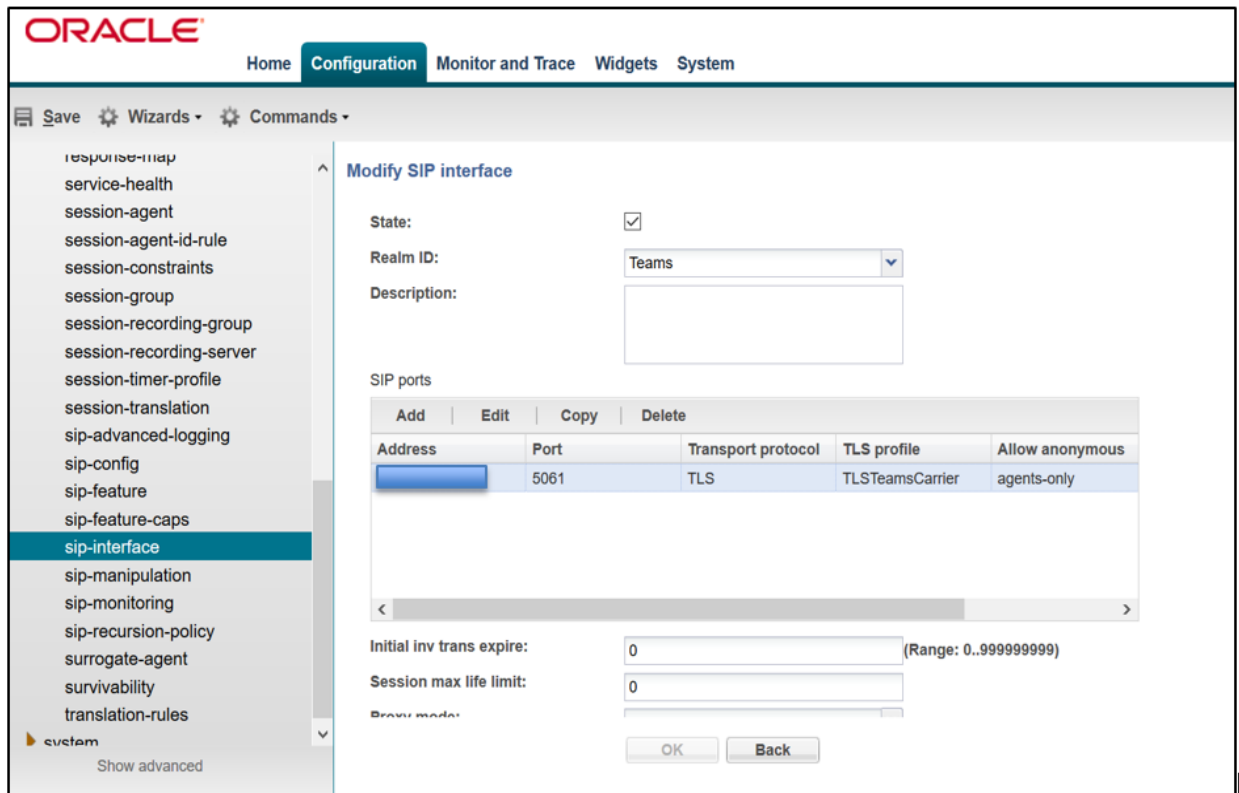 ORACLE
Home Configuration Monitor and Trace Widgets System
Save Wizards Commands
response-map
service-health
session-agent
session-agent-id-rule
session-constraints
session-group
session-recording-group
session-recording-server
session-timer-profile
session-translation
sip-advanced-logging
sip-config
sip-feature
sip-feature-caps
sip-interface
sip-manipulation
sip-monitoring
sip-recursion-policy
surrogate-agent
survivability
translation-rules
system
Show advanced
Modify SIP interface
State:
Realm ID: Teams
Description:
SIP ports
Add Edit Copy Delete
Address Port Transport protocol TLS profile Allow anonymous
5061 TLS TLSTeamsCarrier agents-only
Initial inv trans expire: 0 (Range: 0..999999999)
Session max life limit: 0
Proxy mode:
OK Back